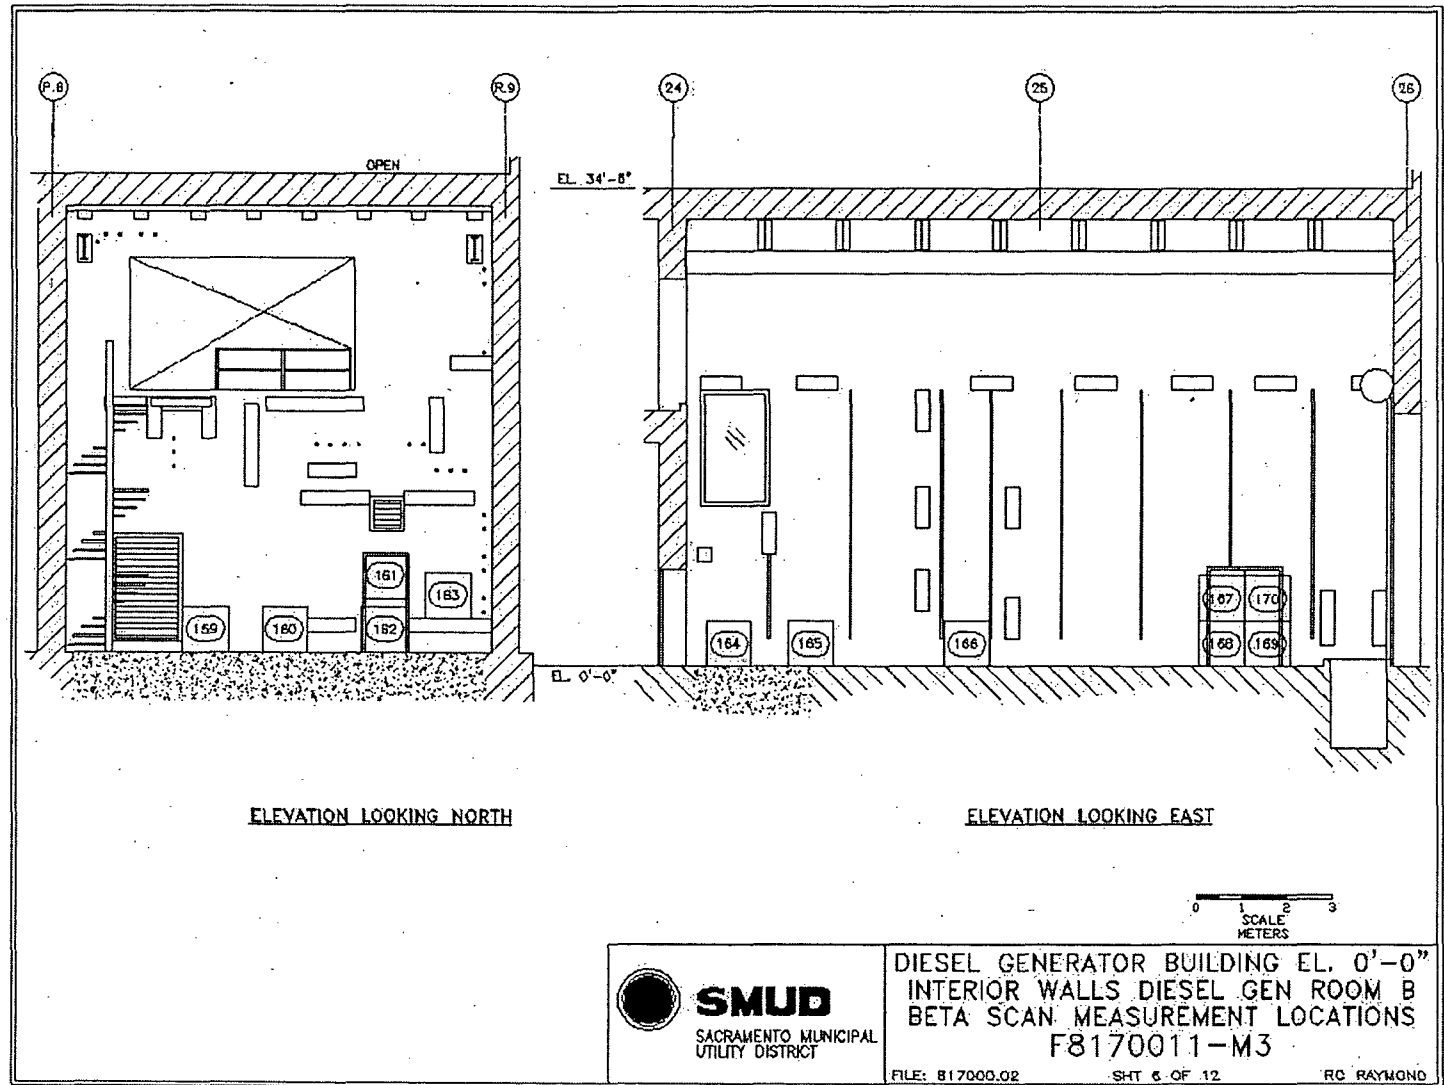 P.8 R.9 24 25 26
OPEN
EL. 34'-8"
161
163
159 160 162
167 170
164 165 166 168 169
EL. 0'-0"
ELEVATION LOOKING NORTH ELEVATION LOOKING EAST
0 1 2 3
SCALE
METERS
SMUD
SACRAMENTO MUNICIPAL
UTILITY DISTRICT
DIESEL GENERATOR BUILDING EL. 0'-0"
INTERIOR WALLS DIESEL GEN ROOM B
BETA SCAN MEASUREMENT LOCATIONS
F8170011-M3
FILE: 817000.02 SHT 6 OF 12 RG RAYMOND